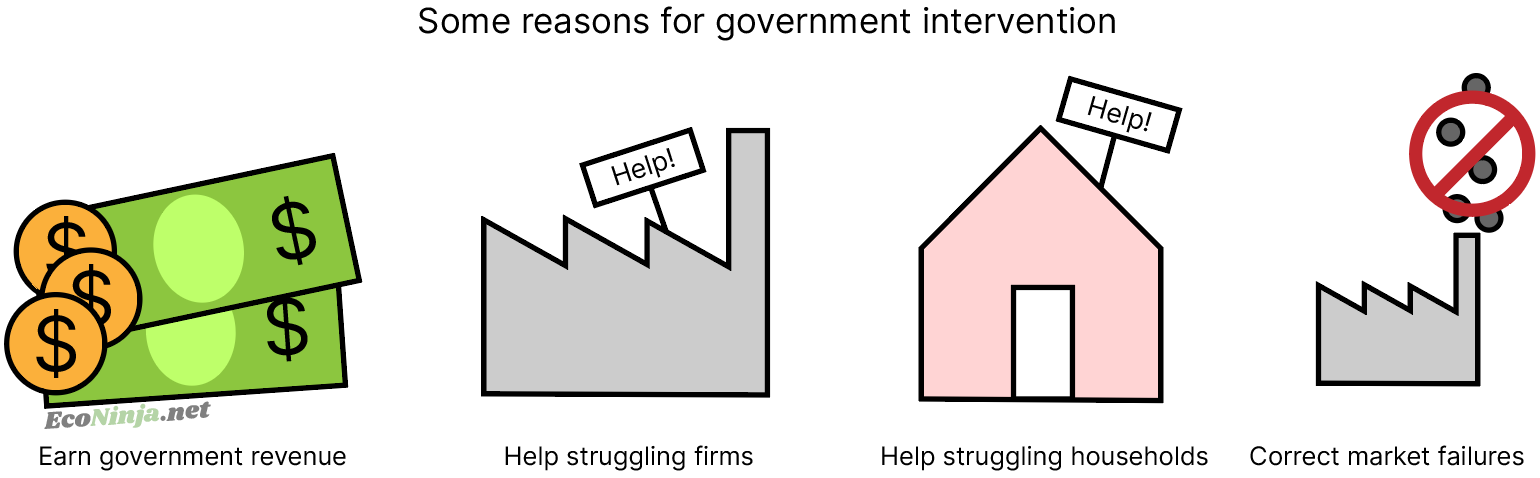 Some reasons for government intervention
Help!
Help!
$
$
$
$
$
EcoNinja.net
Earn government revenue
Help struggling firms
Help struggling households
Correct market failures